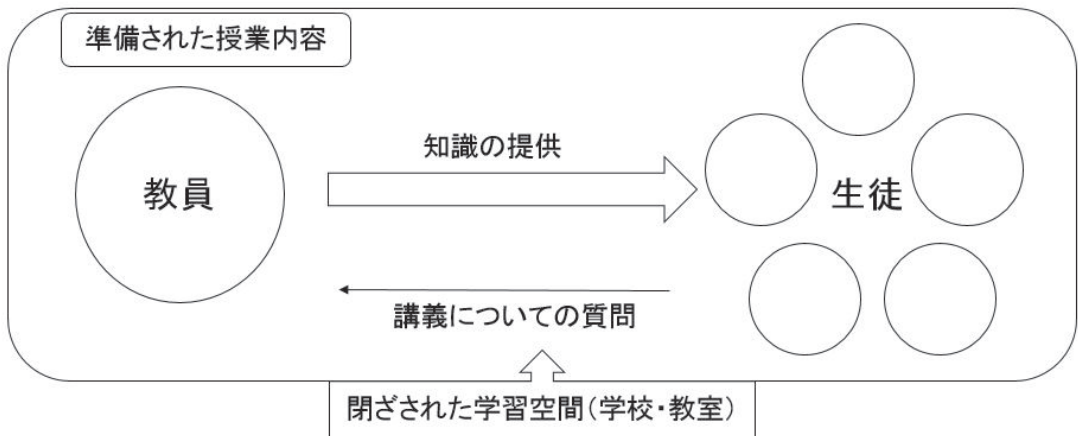 準備された授業内容
教員
知識の提供
生徒
講義についての質問
閉ざされた学習空間(学校・教室)